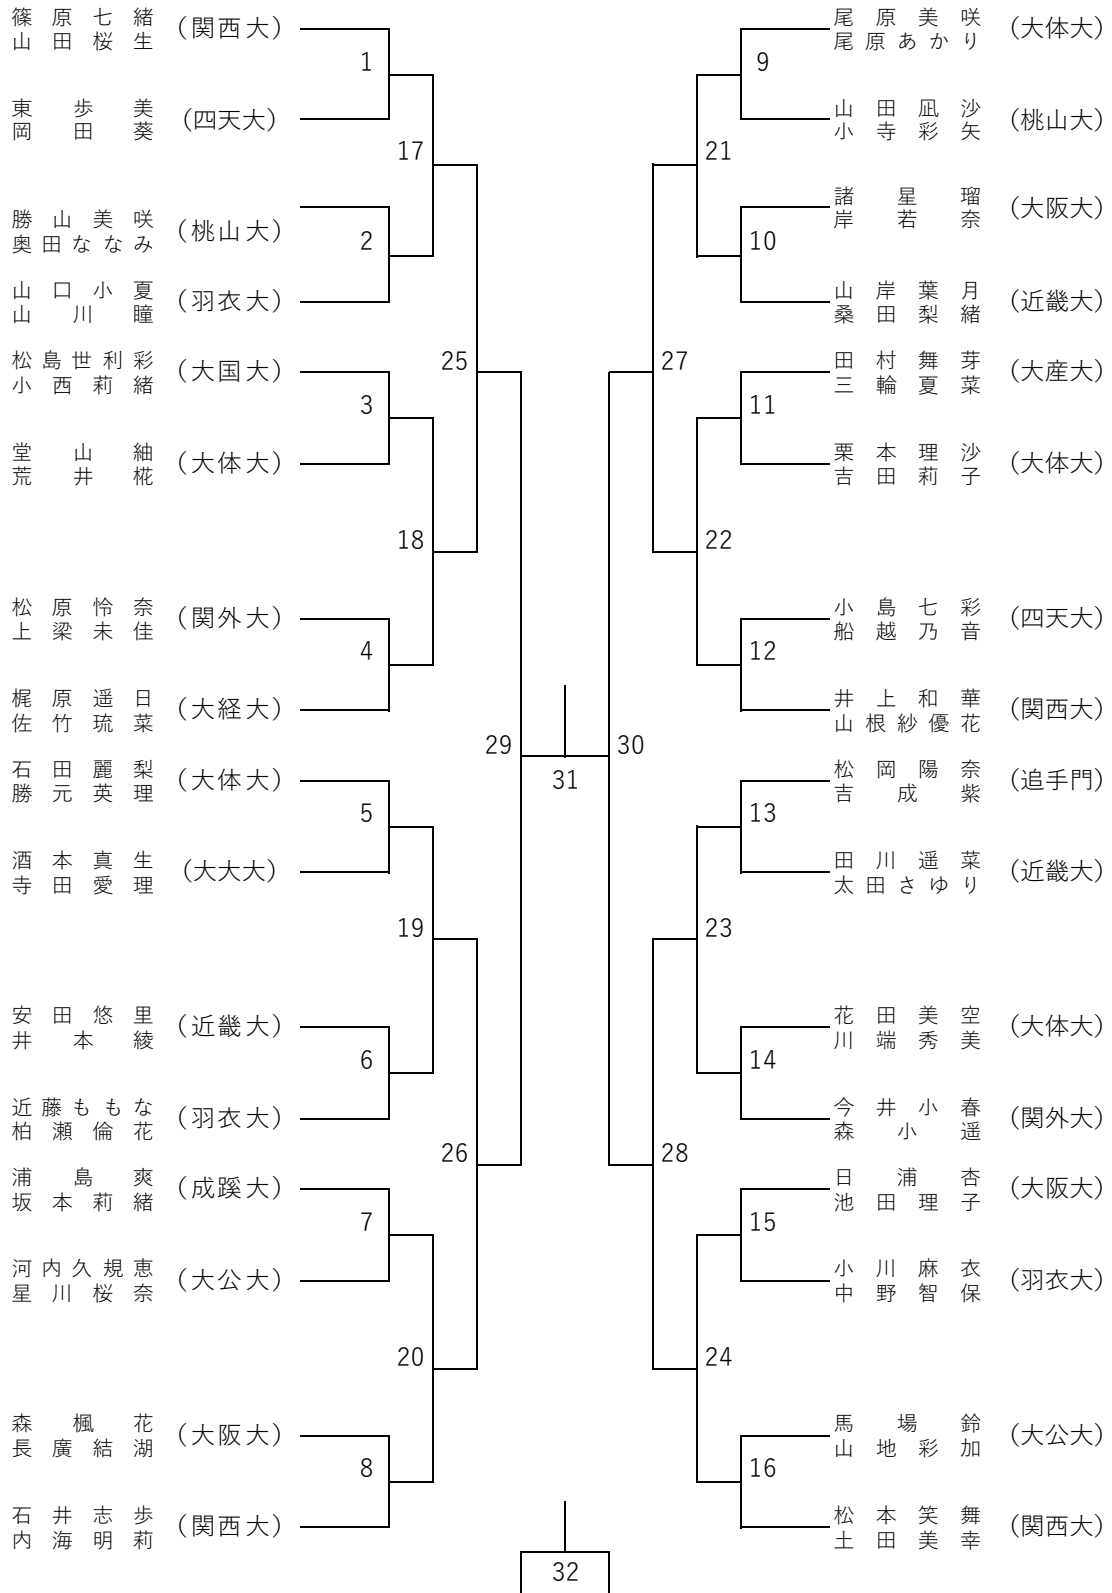 篠原七緒
山田桜生
(関西大)
1
東歩美
岡田葵
(四天大)
17
勝山美咲
奥田ななみ
(桃山大)
2
山口小夏
山川瞳
(羽衣大)
25
松島世利彩
小西莉緒
(大国大)
3
堂山紬
荒井椛
(大体大)
18
松原怜奈
上梁未佳
(関外大)
4
梶原遥日
佐竹琉菜
(大経大)
29
石田麗梨
勝元英理
(大体大)
5
酒本真生
寺田愛理
(大大大)
19
安田悠里
井本綾
(近畿大)
6
近藤ももな
柏瀬倫花
(羽衣大)
26
浦島爽
坂本莉緒
(成蹊大)
7
河内久規恵
星川桜奈
(大公大)
20
森楓花
長廣結湖
(大阪大)
8
石井志歩
内海明莉
(関西大)
31
32
尾原美咲
尾原あかり
(大体大)
9
山田凪沙
小寺彩矢
(桃山大)
21
諸星瑠
岸若奈
(大阪大)
10
山岸葉月
桑田梨緒
(近畿大)
27
田村舞芽
三輪夏菜
(大産大)
11
栗本理沙
吉田莉子
(大体大)
22
小島七彩
船越乃音
(四天大)
12
井上和華
山根紗優花
(関西大)
30
松岡陽奈
吉成紫
(追手門)
13
田川遥菜
太田さゆり
(近畿大)
23
花田美空
川端秀美
(大体大)
14
今井小春
森小遥
(関外大)
28
日浦杏
池田理子
(大阪大)
15
小川麻衣
中野智保
(羽衣大)
24
馬場鈴
山地彩加
(大公大)
16
松本笑舞
土田美幸
(関西大)